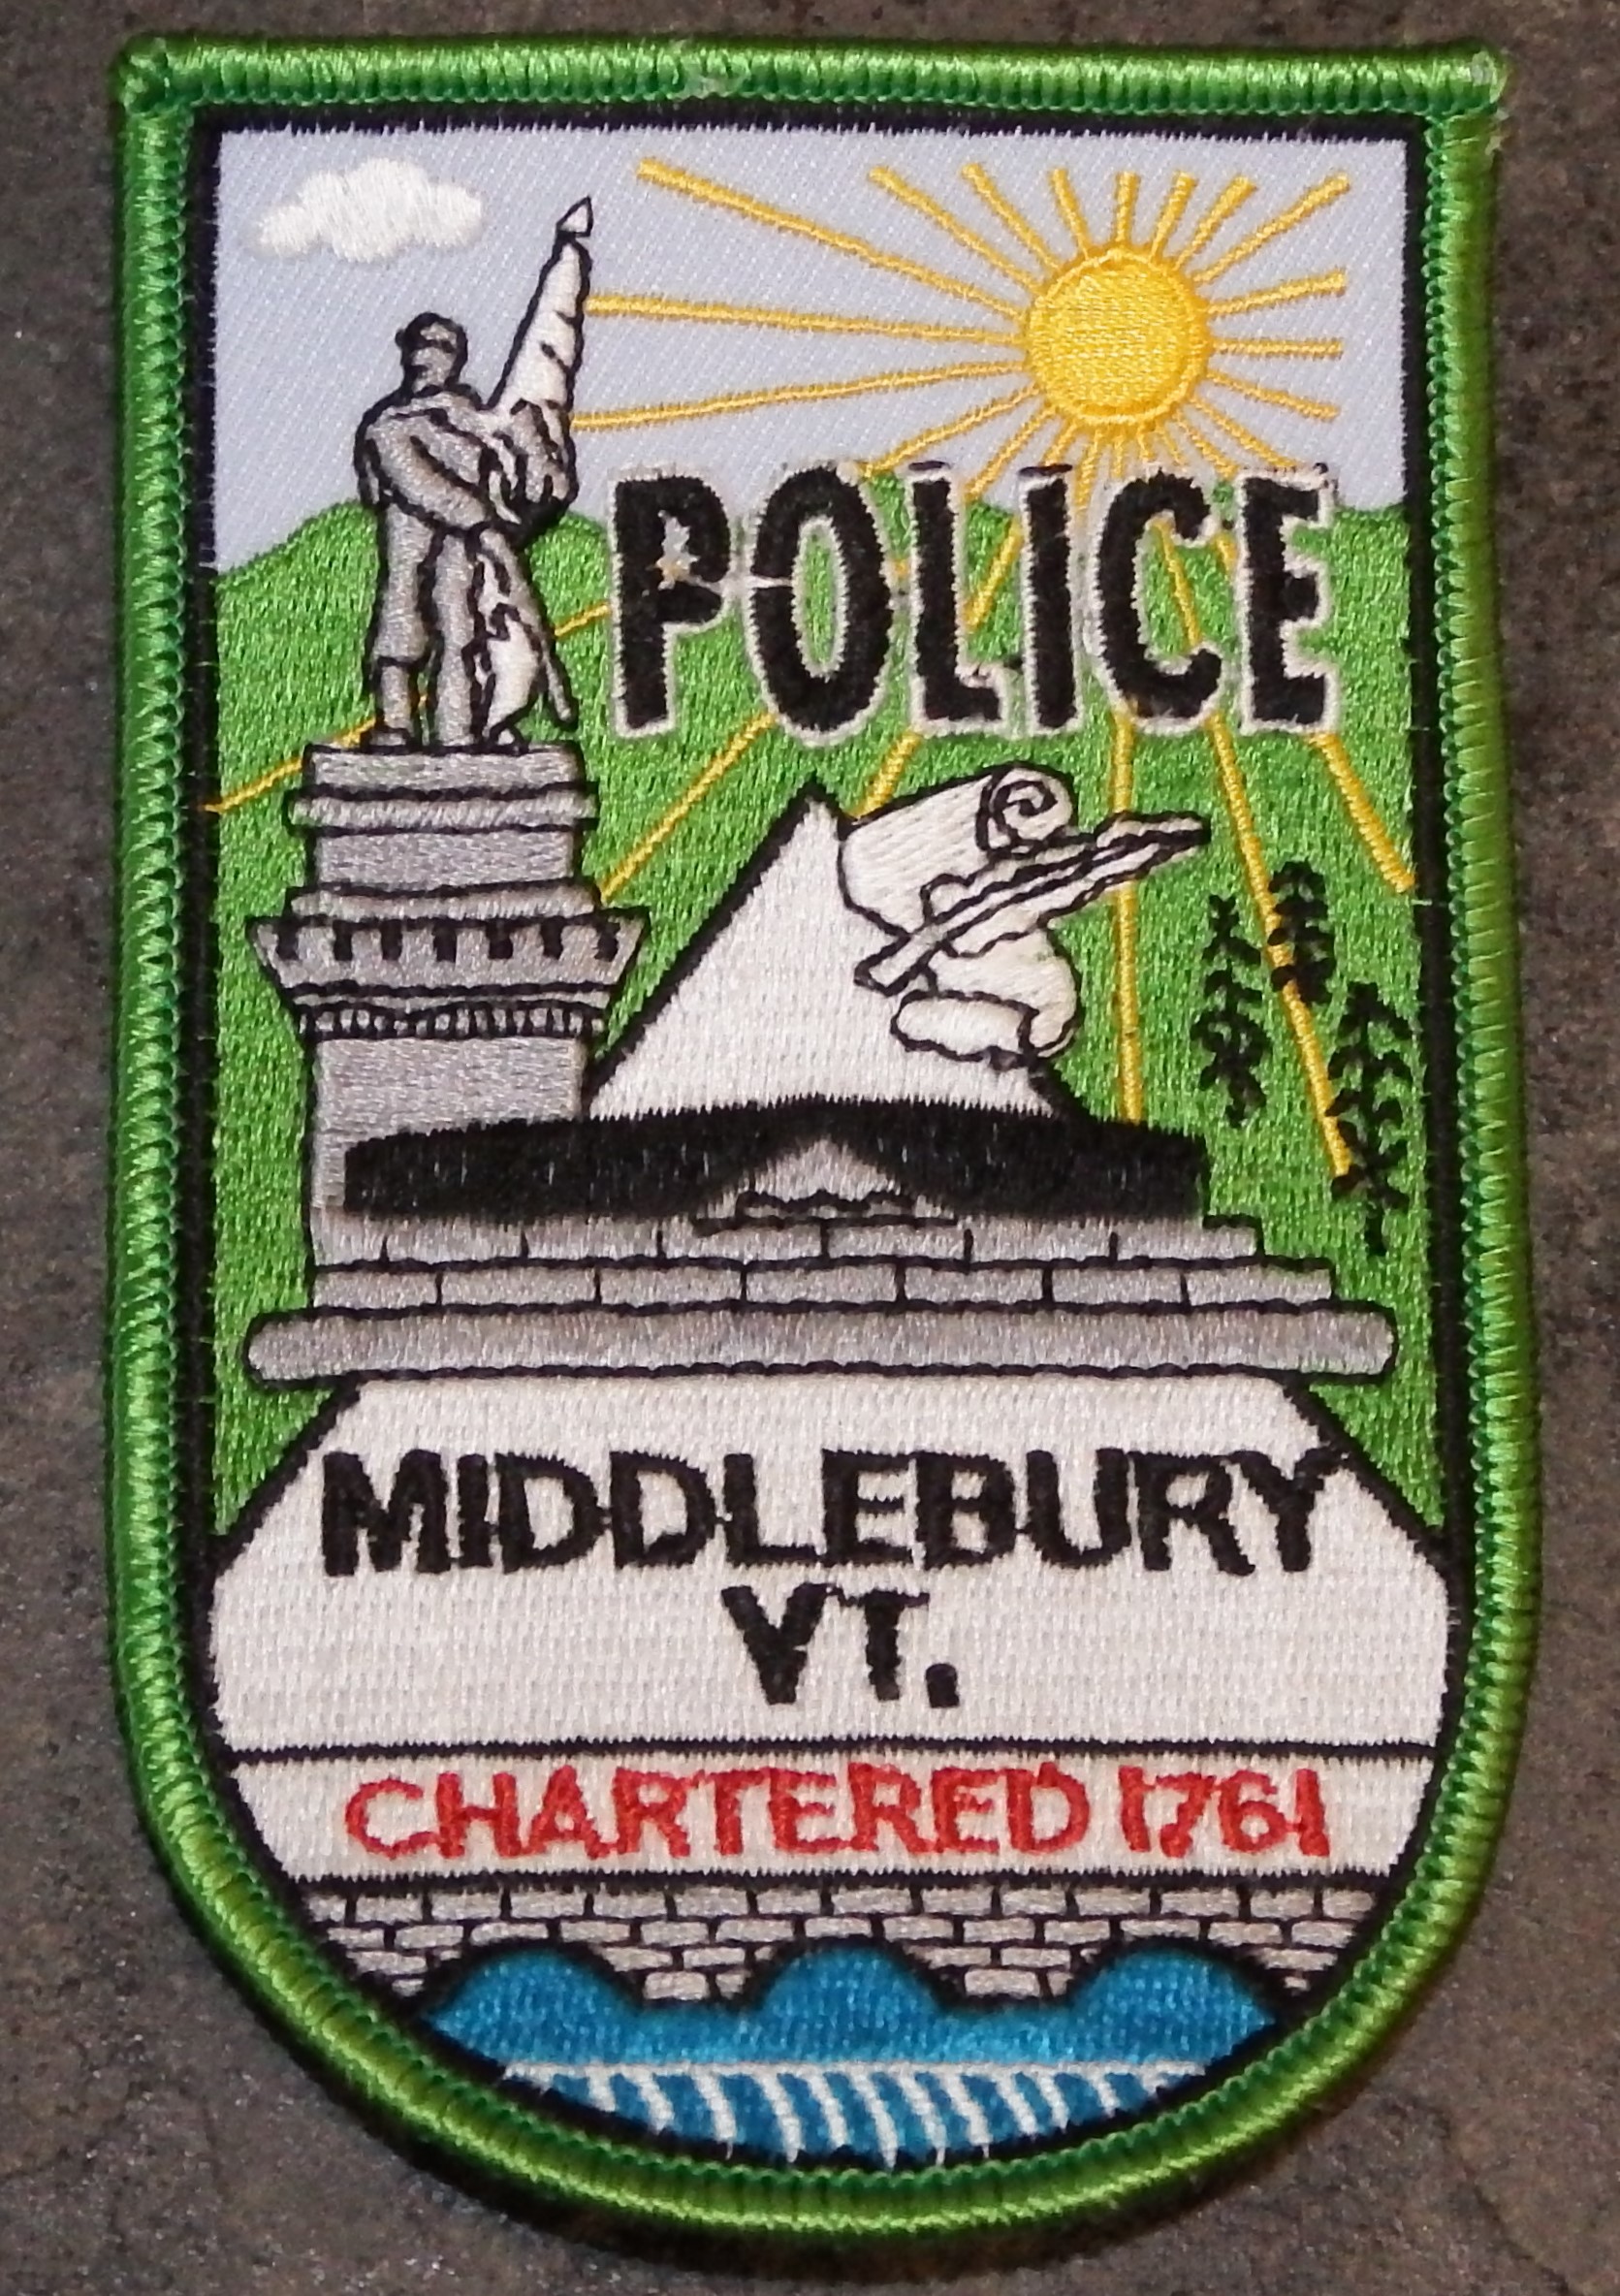 POLICE
MIDDLEBURY
VT.
CHARTERED 1761